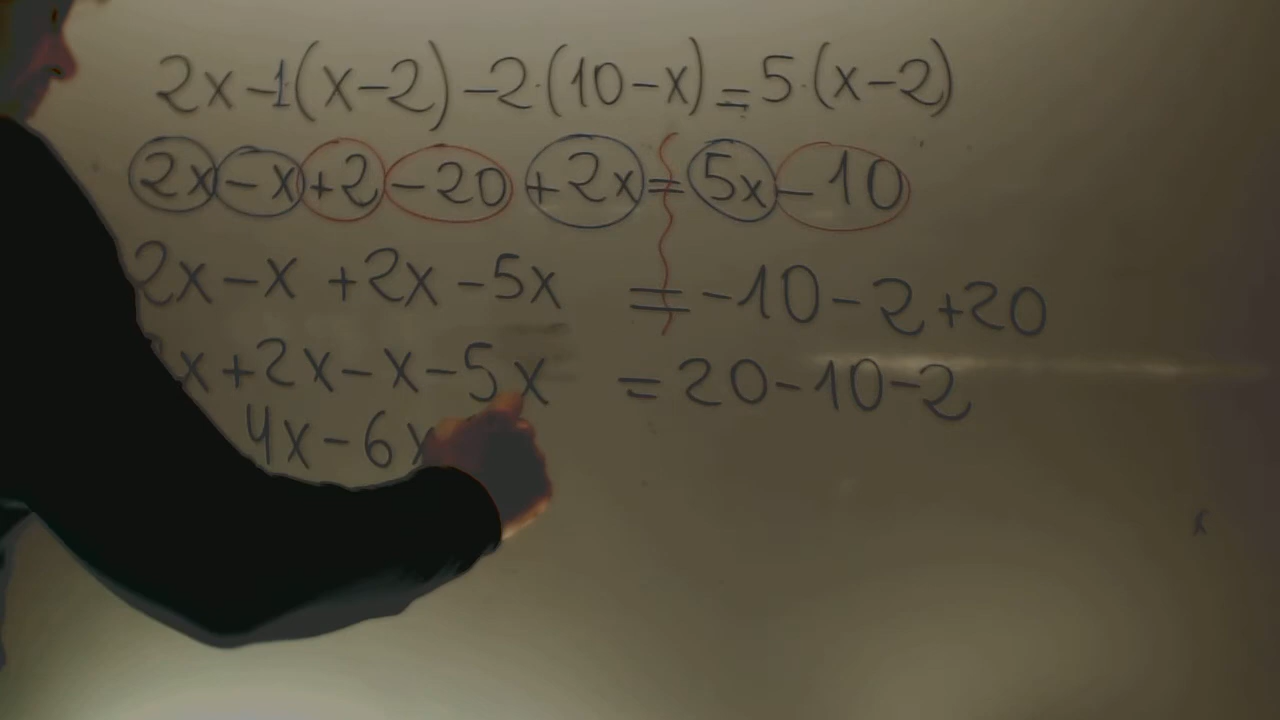 2x-1(x-2)-2·(10-x)=5·(x-2)
2x-x+2-20+2x=5x-10
2x-x+2x-5x=-10-2+20
x+2x-x-5x=20-10-2
4x-6x